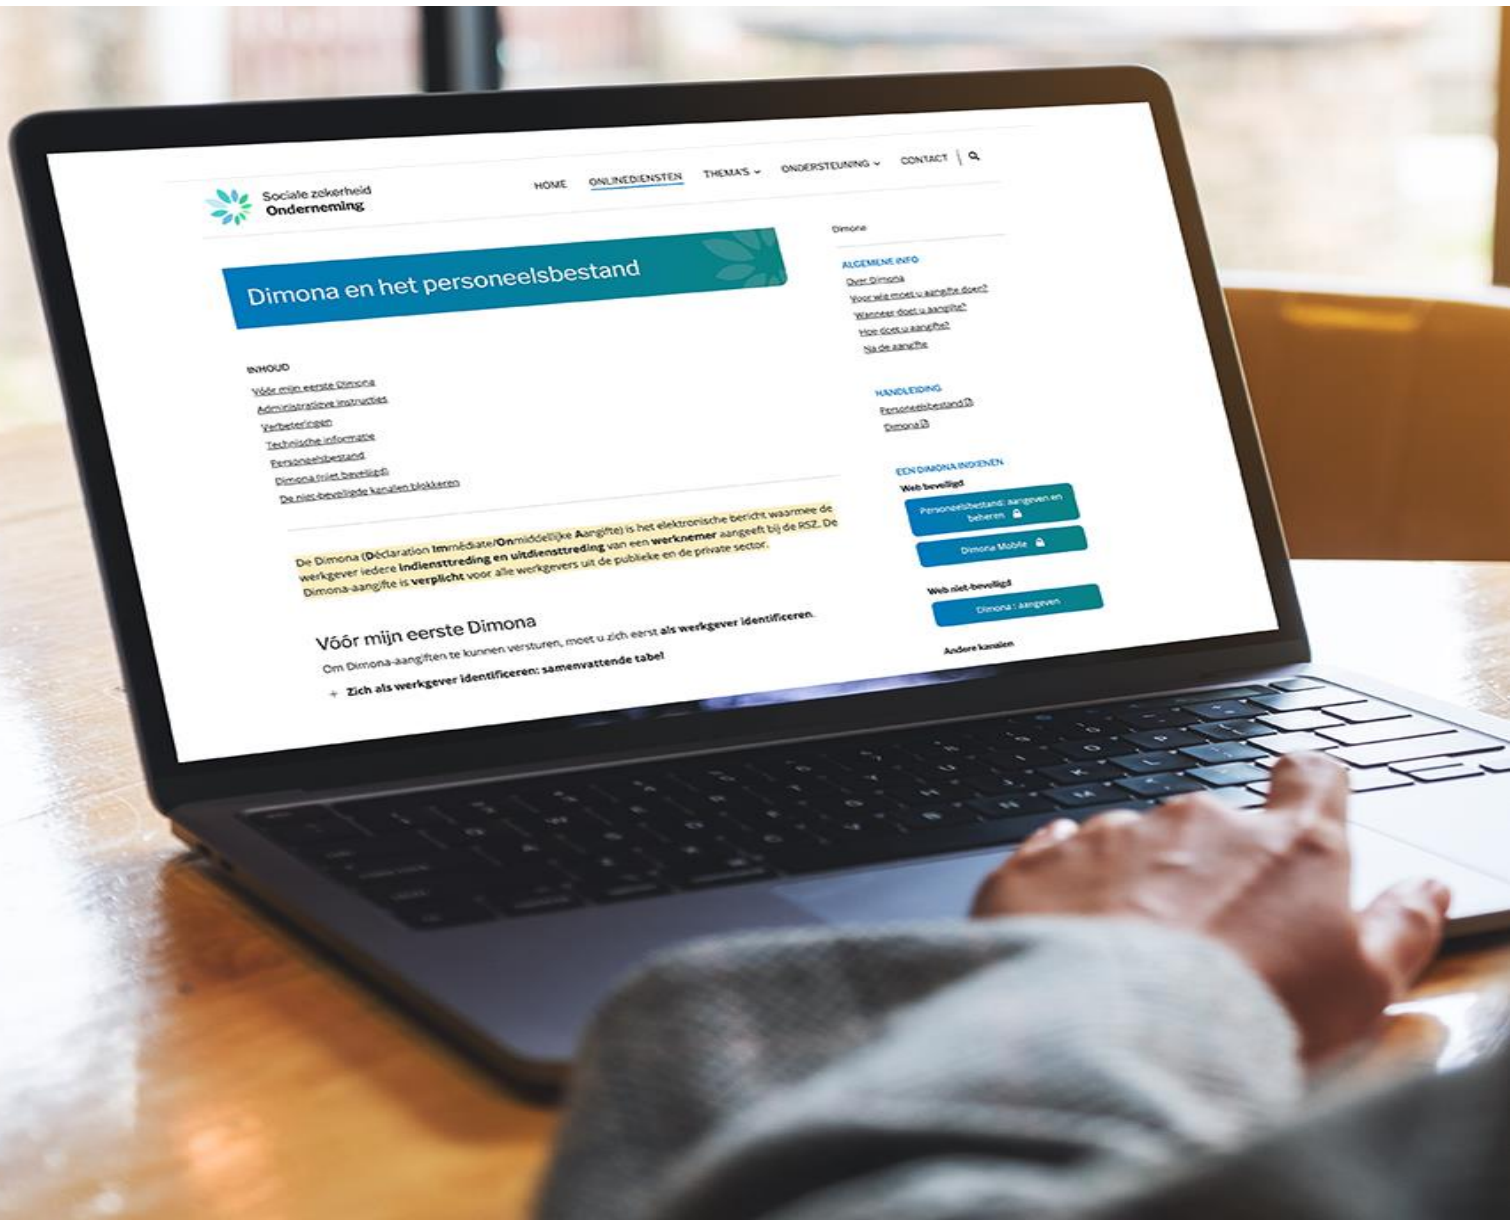 Sociale zekerheid
Onderneming
HOME ONLINEDIENSTEN THEMA'S ONDERSTEUNING CONTACT
Dimona en het personeelsbestand
INHOUD
Vóór mijn eerste Dimona
Administratieve instructies
Verbeteringen
Technische informatie
Personeelsbestand
Dimona (niet beveiligd)
De niet-beveiligde kanalen blokkeren
De Dimona (Déclaration Immédiate/Onmiddellijke Aangifte) is het elektronische bericht waarmee de
werkgever iedere indiensttreding en uitdiensttreding van een werknemer aangeeft bij de RSZ. De
Dimona-aangifte is verplicht voor alle werkgevers uit de publieke en de private sector.
Vóór mijn eerste Dimona
Om Dimona-aangiften te kunnen versturen, moet u zich eerst als werkgever identificeren.
+ Zich als werkgever identificeren: samenvattende tabel
Dimona
ALGEMENE INFO
Over Dimona
Voor wie moet u aangifte doen?
Wanneer doet u aangifte?
Hoe doet u aangifte?
Na de aangifte
HANDLEIDING
Personeelsbestand
Dimona
EEN DIMONA INDIENEN
Web beveiligd
Personeelsbestand: aangeven en
beheren
Dimona Mobile
Web niet-beveiligd
Dimona : aangeven
Andere kanalen